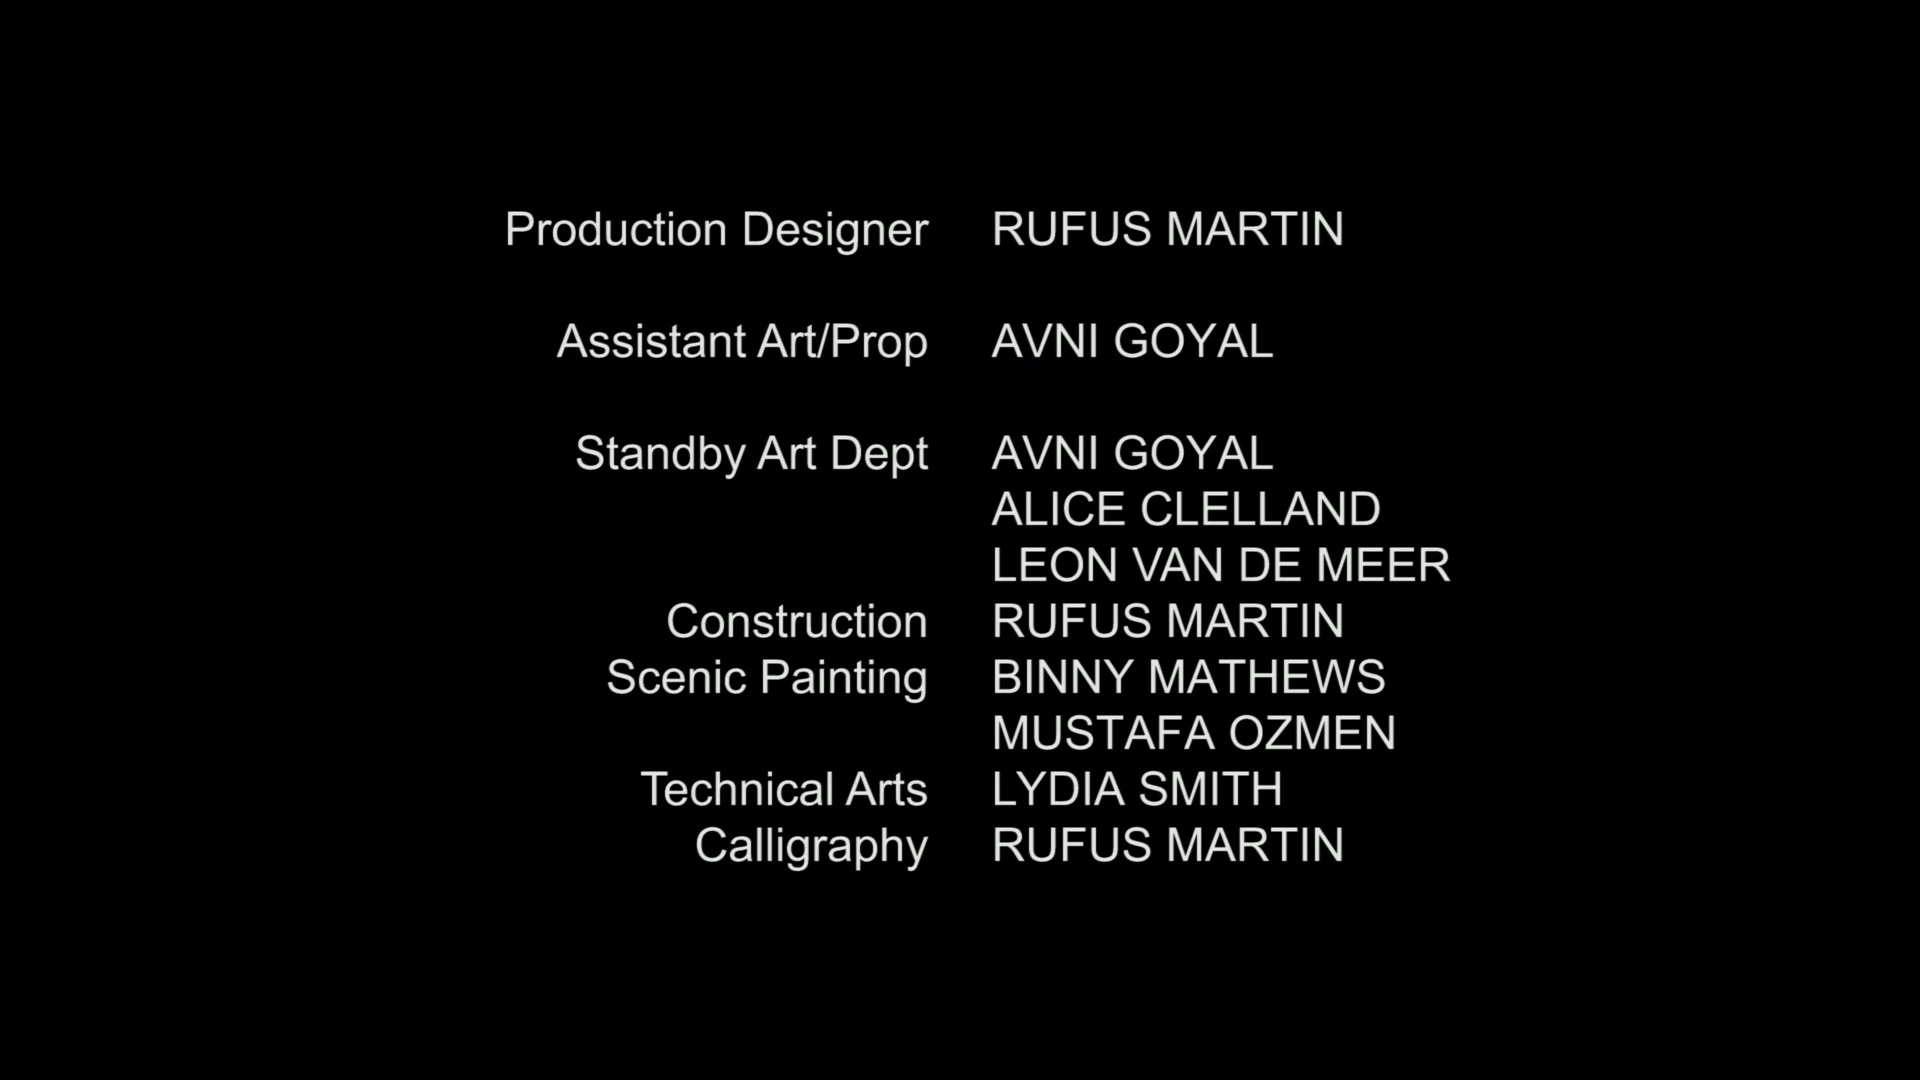 Production Designer RUFUS MARTIN
Assistant Art/Prop AVNI GOYAL
Standby Art Dept AVNI GOYAL
ALICE CLELLAND
LEON VAN DE MEER
Construction RUFUS MARTIN
Scenic Painting BINNY MATHEWS
MUSTAFA OZMEN
Technical Arts LYDIA SMITH
Calligraphy RUFUS MARTIN